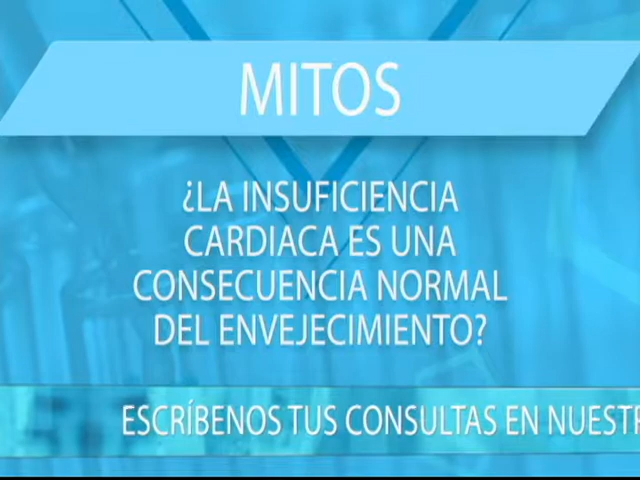 MITOS
¿LA INSUFICIENCIA
CARDIACA ES UNA
CONSECUENCIA NORMAL
DEL ENVEJECIMIENTO?
ESCRÍBENOS TUS CONSULTAS EN NUESTR